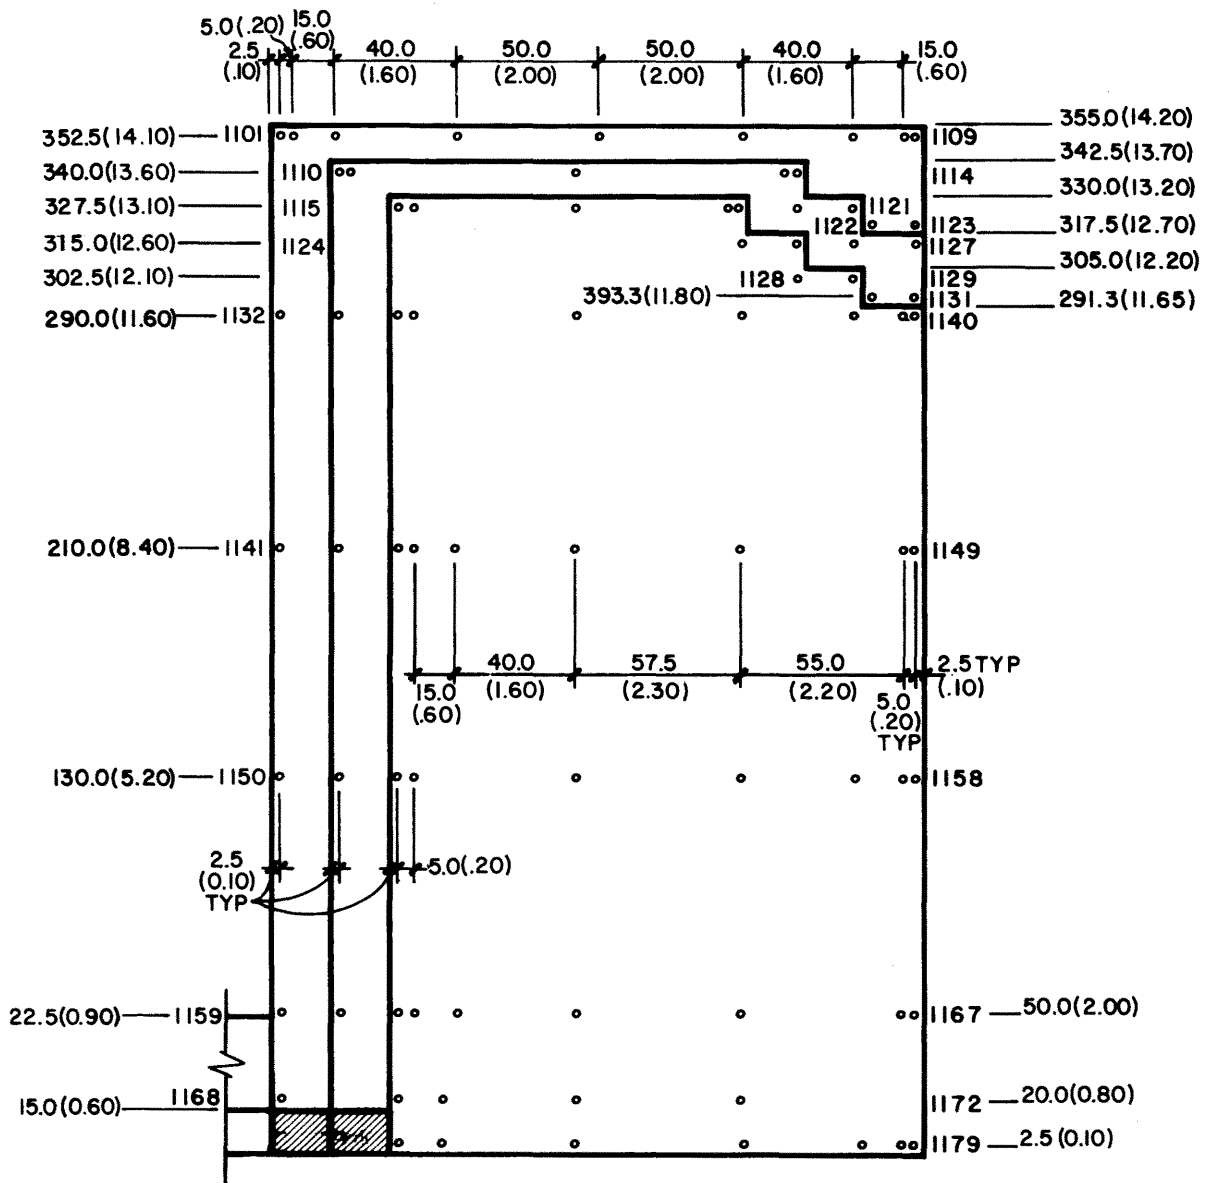 5.0(.20) 15.0
(.60)
2.5
(.10)
40.0
(1.60)
50.0
(2.00)
50.0
(2.00)
40.0
(1.60)
15.0
(.60)
352.5(14.10) 1101 1109 355.0(14.20)
340.0(13.60) 1110 1114 342.5(13.70)
327.5(13.10) 1115 1121 330.0(13.20)
315.0(12.60) 1124 1122 1123 317.5(12.70)
1127
302.5(12.10) 1128 1129 305.0(12.20)
393.3(11.80) 1131 291.3(11.65)
290.0(11.60) 1132 1140
210.0(8.40) 1141 1149
15.0
(.60)
40.0
(1.60)
57.5
(2.30)
55.0
(2.20)
5.0
(.20)
TYP
2.5 TYP
(.10)
130.0(5.20) 1150 1158
2.5
(0.10)
TYP
5.0(.20)
22.5(0.90) 1159 1167 50.0(2.00)
15.0(0.60) 1168 1172 20.0(0.80)
1179 2.5(0.10)